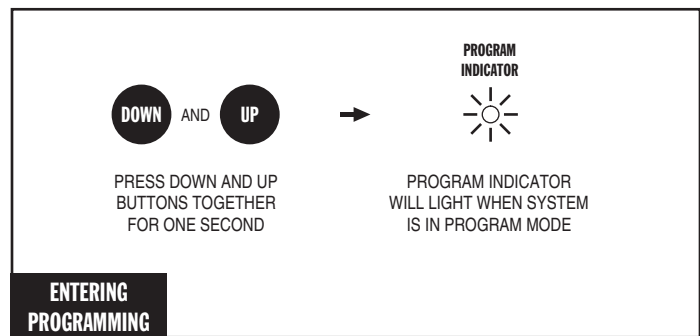 PROGRAM
INDICATOR
DOWN AND UP
PRESS DOWN AND UP
BUTTONS TOGETHER
FOR ONE SECOND
PROGRAM INDICATOR
WILL LIGHT WHEN SYSTEM
IS IN PROGRAM MODE
ENTERING
PROGRAMMING